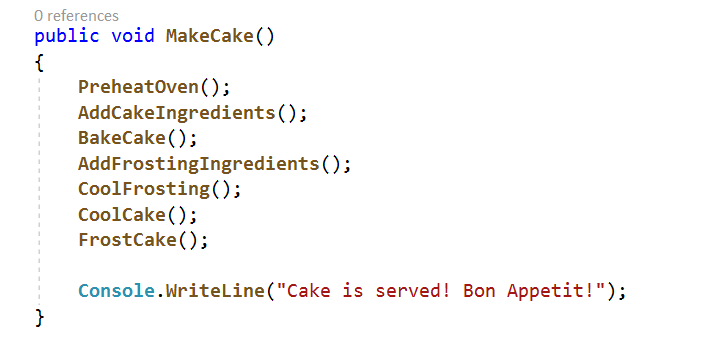 0 references
public void MakeCake()
{
PreheatOven();
AddCakeIngredients();
BakeCake();
AddFrostingIngredients();
CoolFrosting();
CoolCake();
FrostCake();
Console.WriteLine("Cake is served! Bon Appetit!");
}